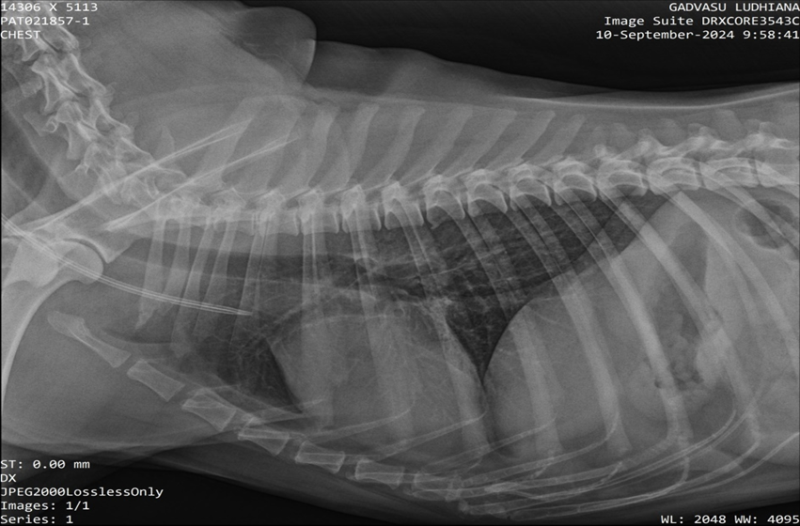 14306 X 5113
PAT021857-1
CHEST
GADVASU LUDHIANA
Image Suite DRXCORE3543C
10-September-2024 9:58:41
ST: 0.00 mm
DX
JPEG2000LosslessOnly
Images: 1/1
Series: 1
WL: 2048 WW: 4095